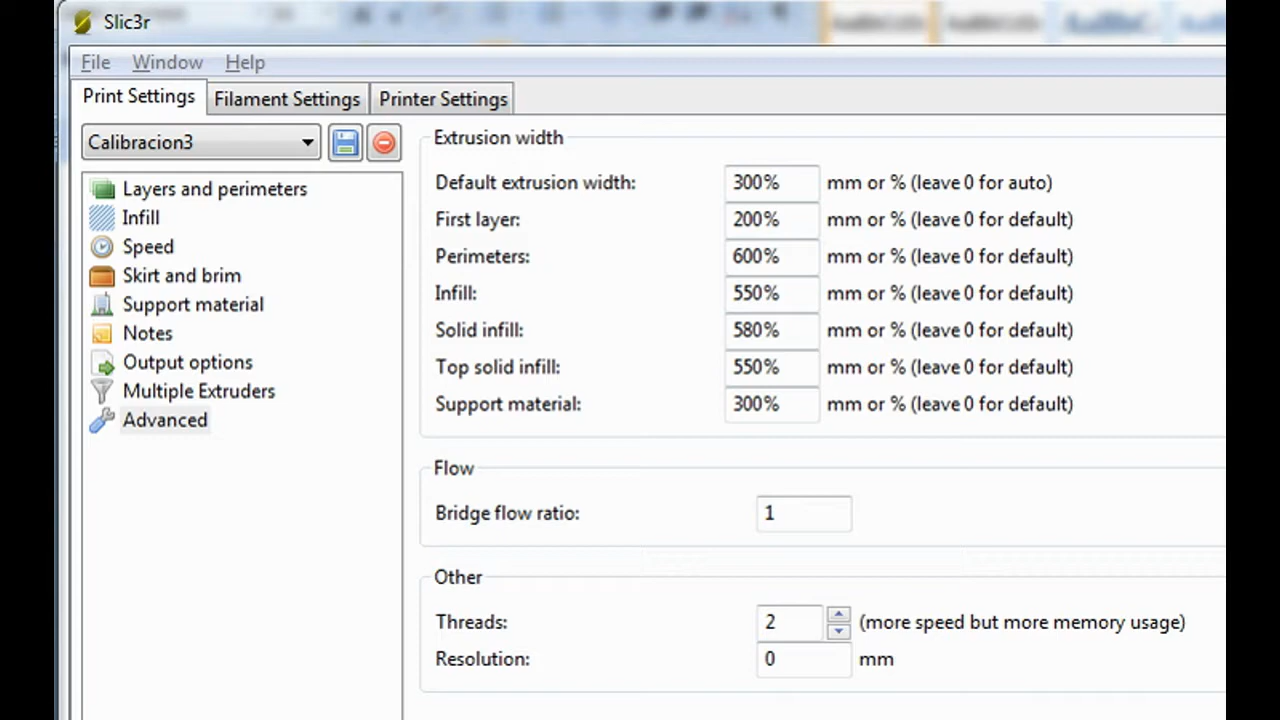 Slic3r
File Window Help
Print Settings Filament Settings Printer Settings
Calibracion3
Layers and perimeters
Infill
Speed
Skirt and brim
Support material
Notes
Output options
Multiple Extruders
Advanced
Extrusion width
Default extrusion width: 300% mm or % (leave 0 for auto)
First layer: 200% mm or % (leave 0 for default)
Perimeters: 600% mm or % (leave 0 for default)
Infill: 550% mm or % (leave 0 for default)
Solid infill: 580% mm or % (leave 0 for default)
Top solid infill: 550% mm or % (leave 0 for default)
Support material: 300% mm or % (leave 0 for default)
Flow
Bridge flow ratio: 1
Other
Threads: 2 (more speed but more memory usage)
Resolution: 0 mm